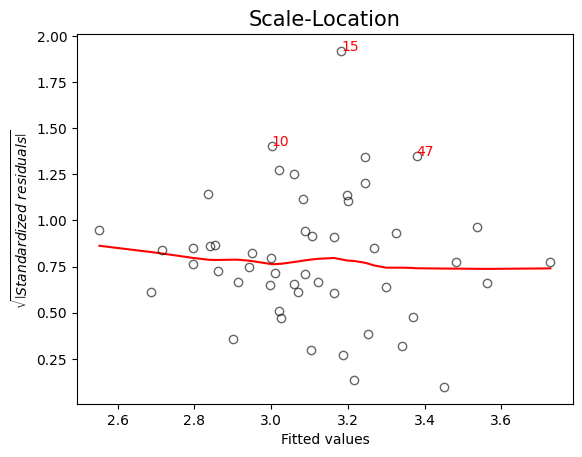 Scale-Location
2.00
1.75
1.50
1.25
1.00
0.75
0.50
0.25
√|Standardized residuals|
15
10
47
2.6 2.8 3.0 3.2 3.4 3.6
Fitted values